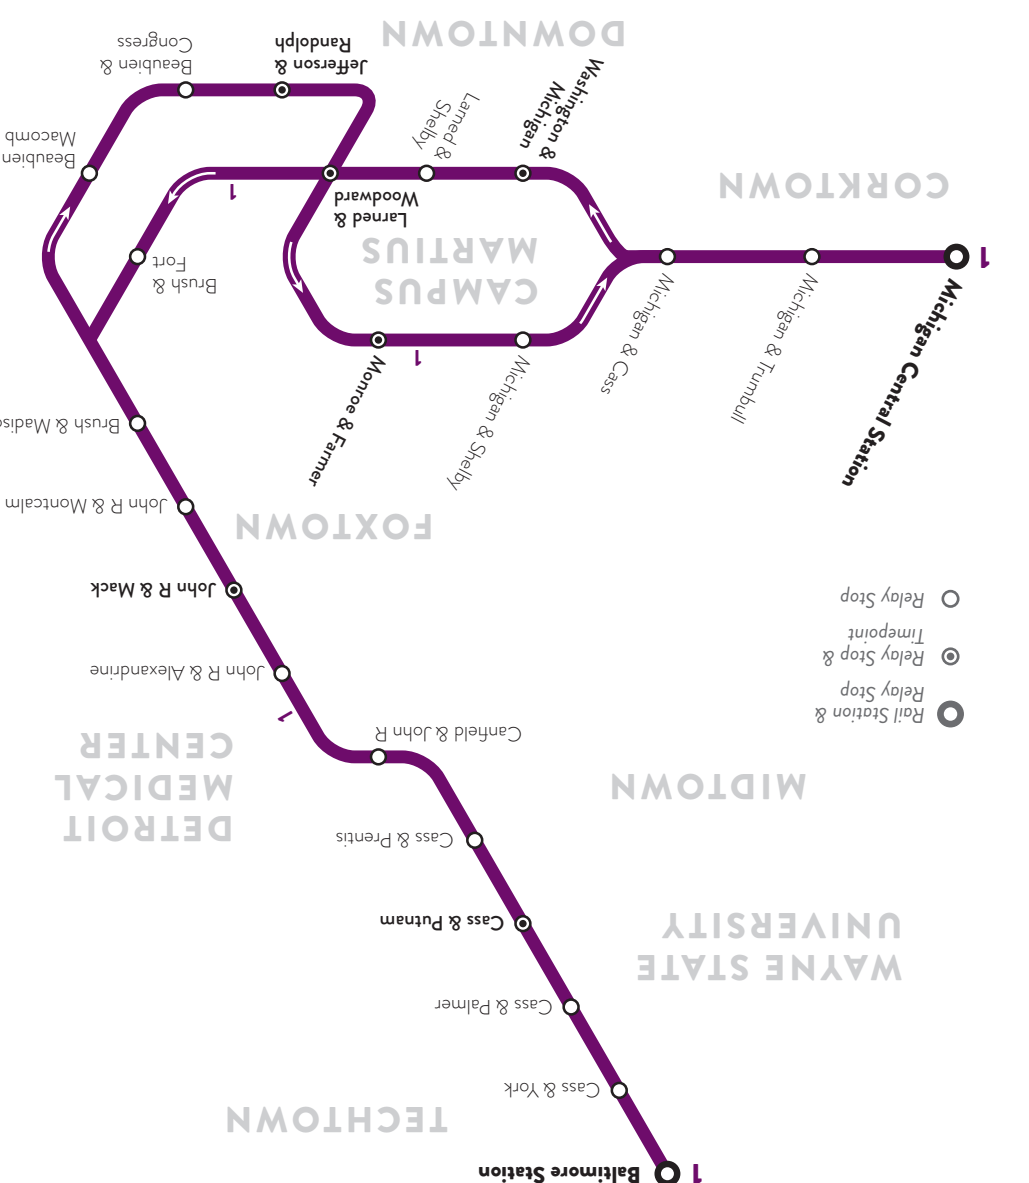 1
Baltimore Station
TECHTOWN
Cass & York
Cass & Palmer
WAYNE STATE
UNIVERSITY
Cass & Putnam
Cass & Prentis
DETROIT
MEDICAL
CENTER
MIDTOWN
Canfield & John R
1
Rail Station &
Relay Stop
Relay Stop &
Timepoint
Relay Stop
John R & Alexandrine
John R & Mack
FOXTOWN
John R & Montcalm
Brush & Madiso
Michigan Central Station
Michigan & Trumbull
Michigan & Cass
Michigan & Shelby
Monroe & Farmer
1
1
CAMPUS
MARTIUS
Brush &
Fort
Larned &
Woodward
1
CORKTOWN
Beaubien
Macomb
Washington &
Michigan
Larned &
Shelby
Jefferson &
Randolph
Beaubien &
Congress
DOWNTOWN